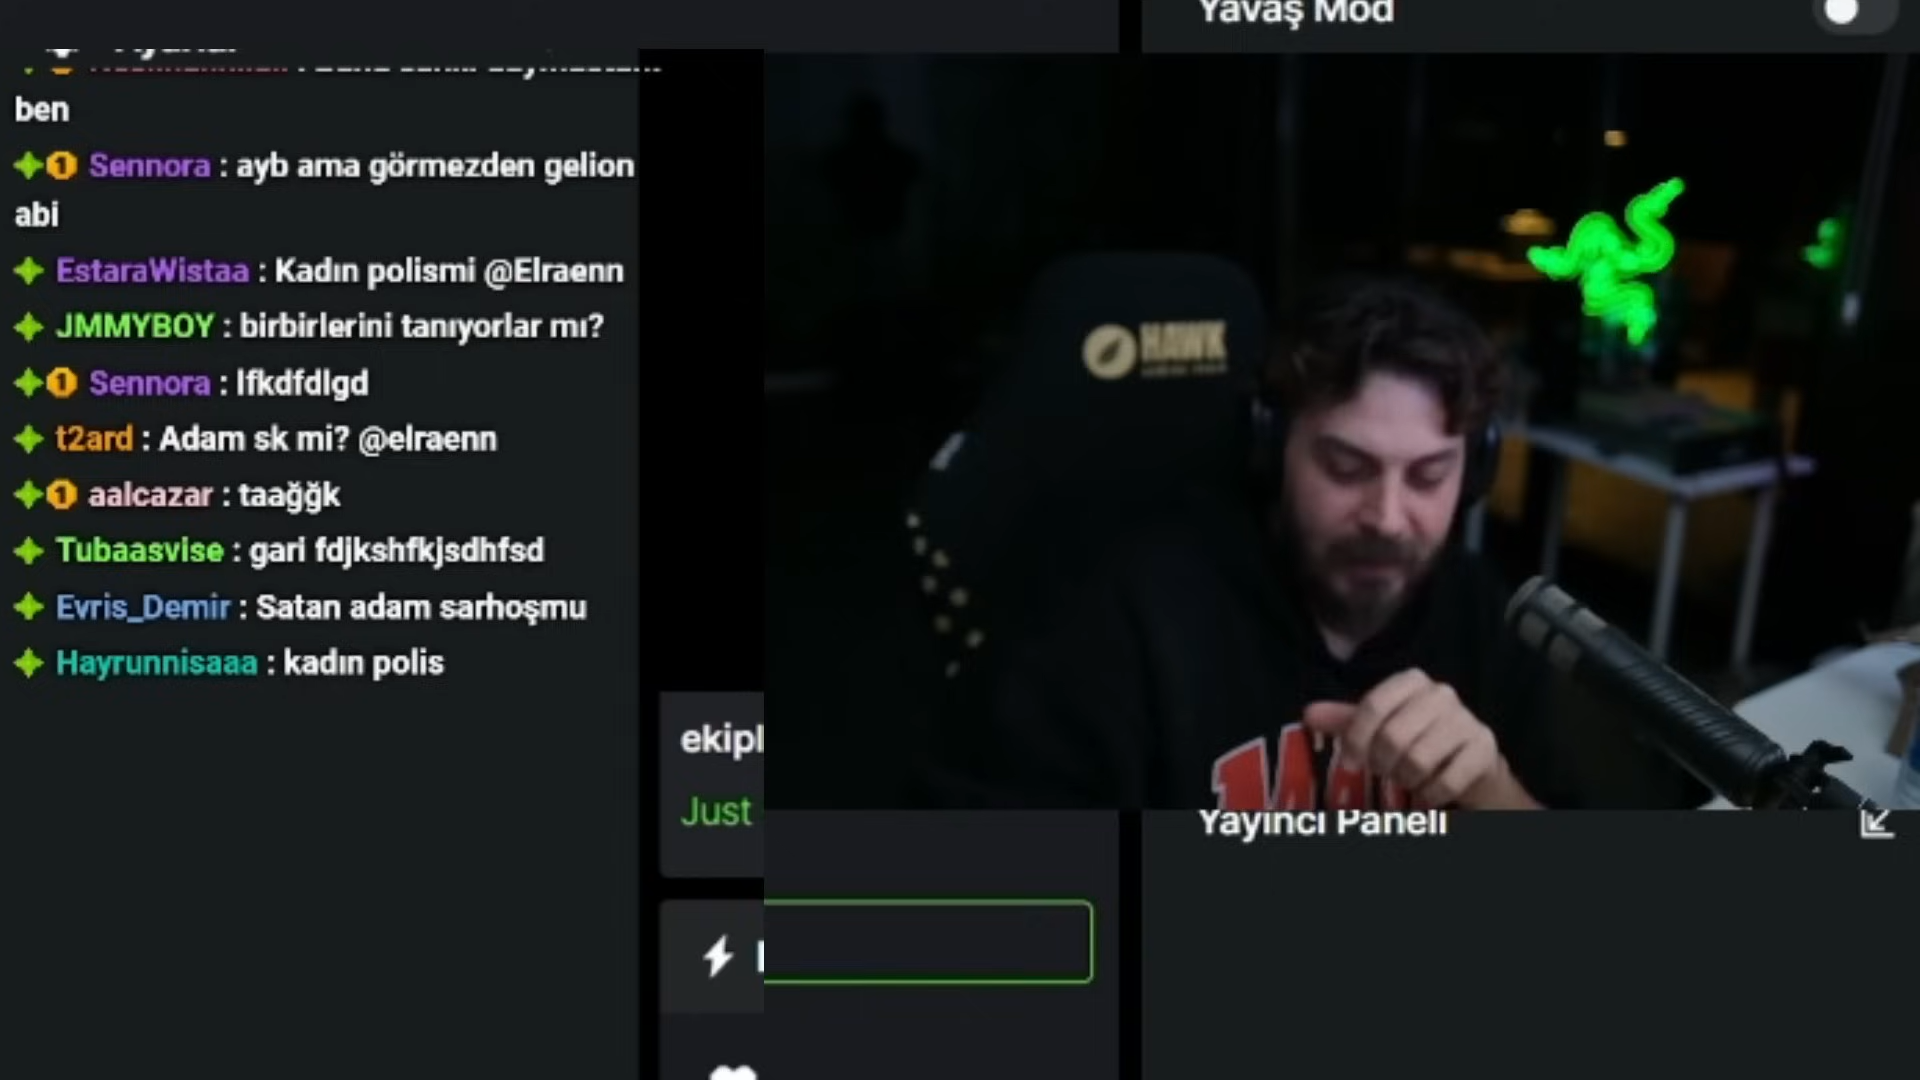 Yavaş Mod
ben
Sennora : ayb ama görmezden gelion
abi
EstaraWistaa : Kadın polismi @Elraenn
JMMYBOY : birbirlerini tanıyorlar mı?
Sennora : lfkdfdlgd
t2ard : Adam sk mi? @elraenn
aalcazar : taağğk
Tubaasvise : gari fdjkshfkjsdhfsd
Evris_Demir : Satan adam sarhoşmu
Hayrunnisaaa : kadın polis
HAWK
ekipl
Just
Yayıncı Paneli